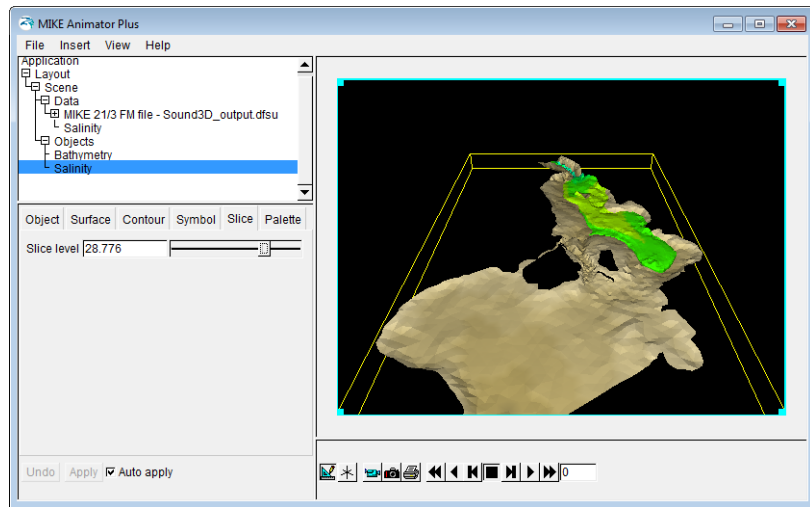 MIKE Animator Plus
File Insert View Help
Application
Layout
Scene
Data
MIKE 21/3 FM file - Sound3D_output.dfsu
Salinity
Objects
Bathymetry
Salinity
Object Surface Contour Symbol Slice Palette
Slice level 28.776
Undo Apply Auto apply
0